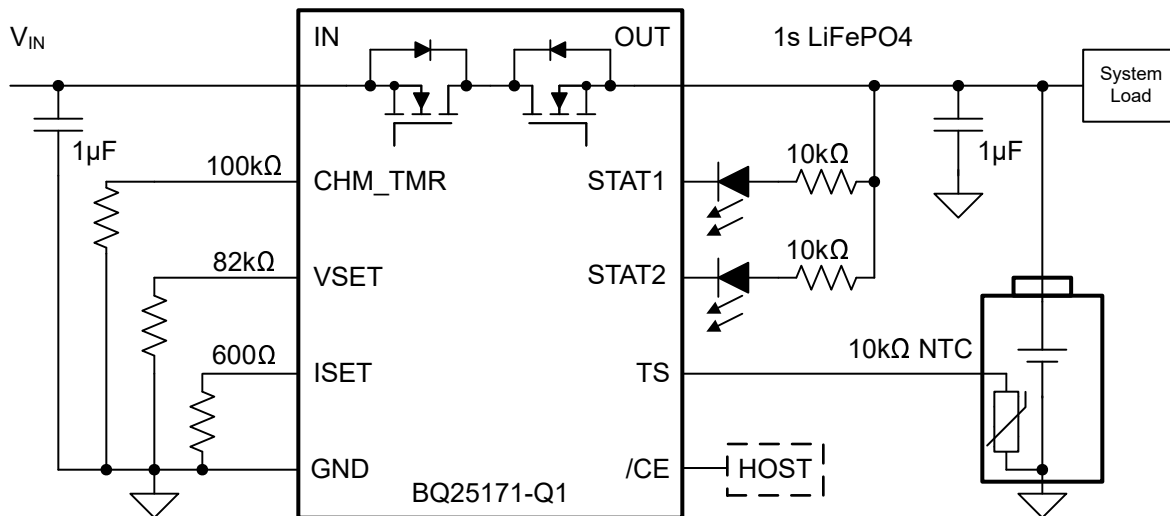 IN
OUT
1s LiFePO4
VIN
System
Load
1µF
100kΩ
CHM_TMR
STAT1
10kΩ
1µF
82kΩ
VSET
STAT2
10kΩ
600Ω
ISET
TS
10kΩ NTC
GND
/CE
HOST
BQ25171-Q1